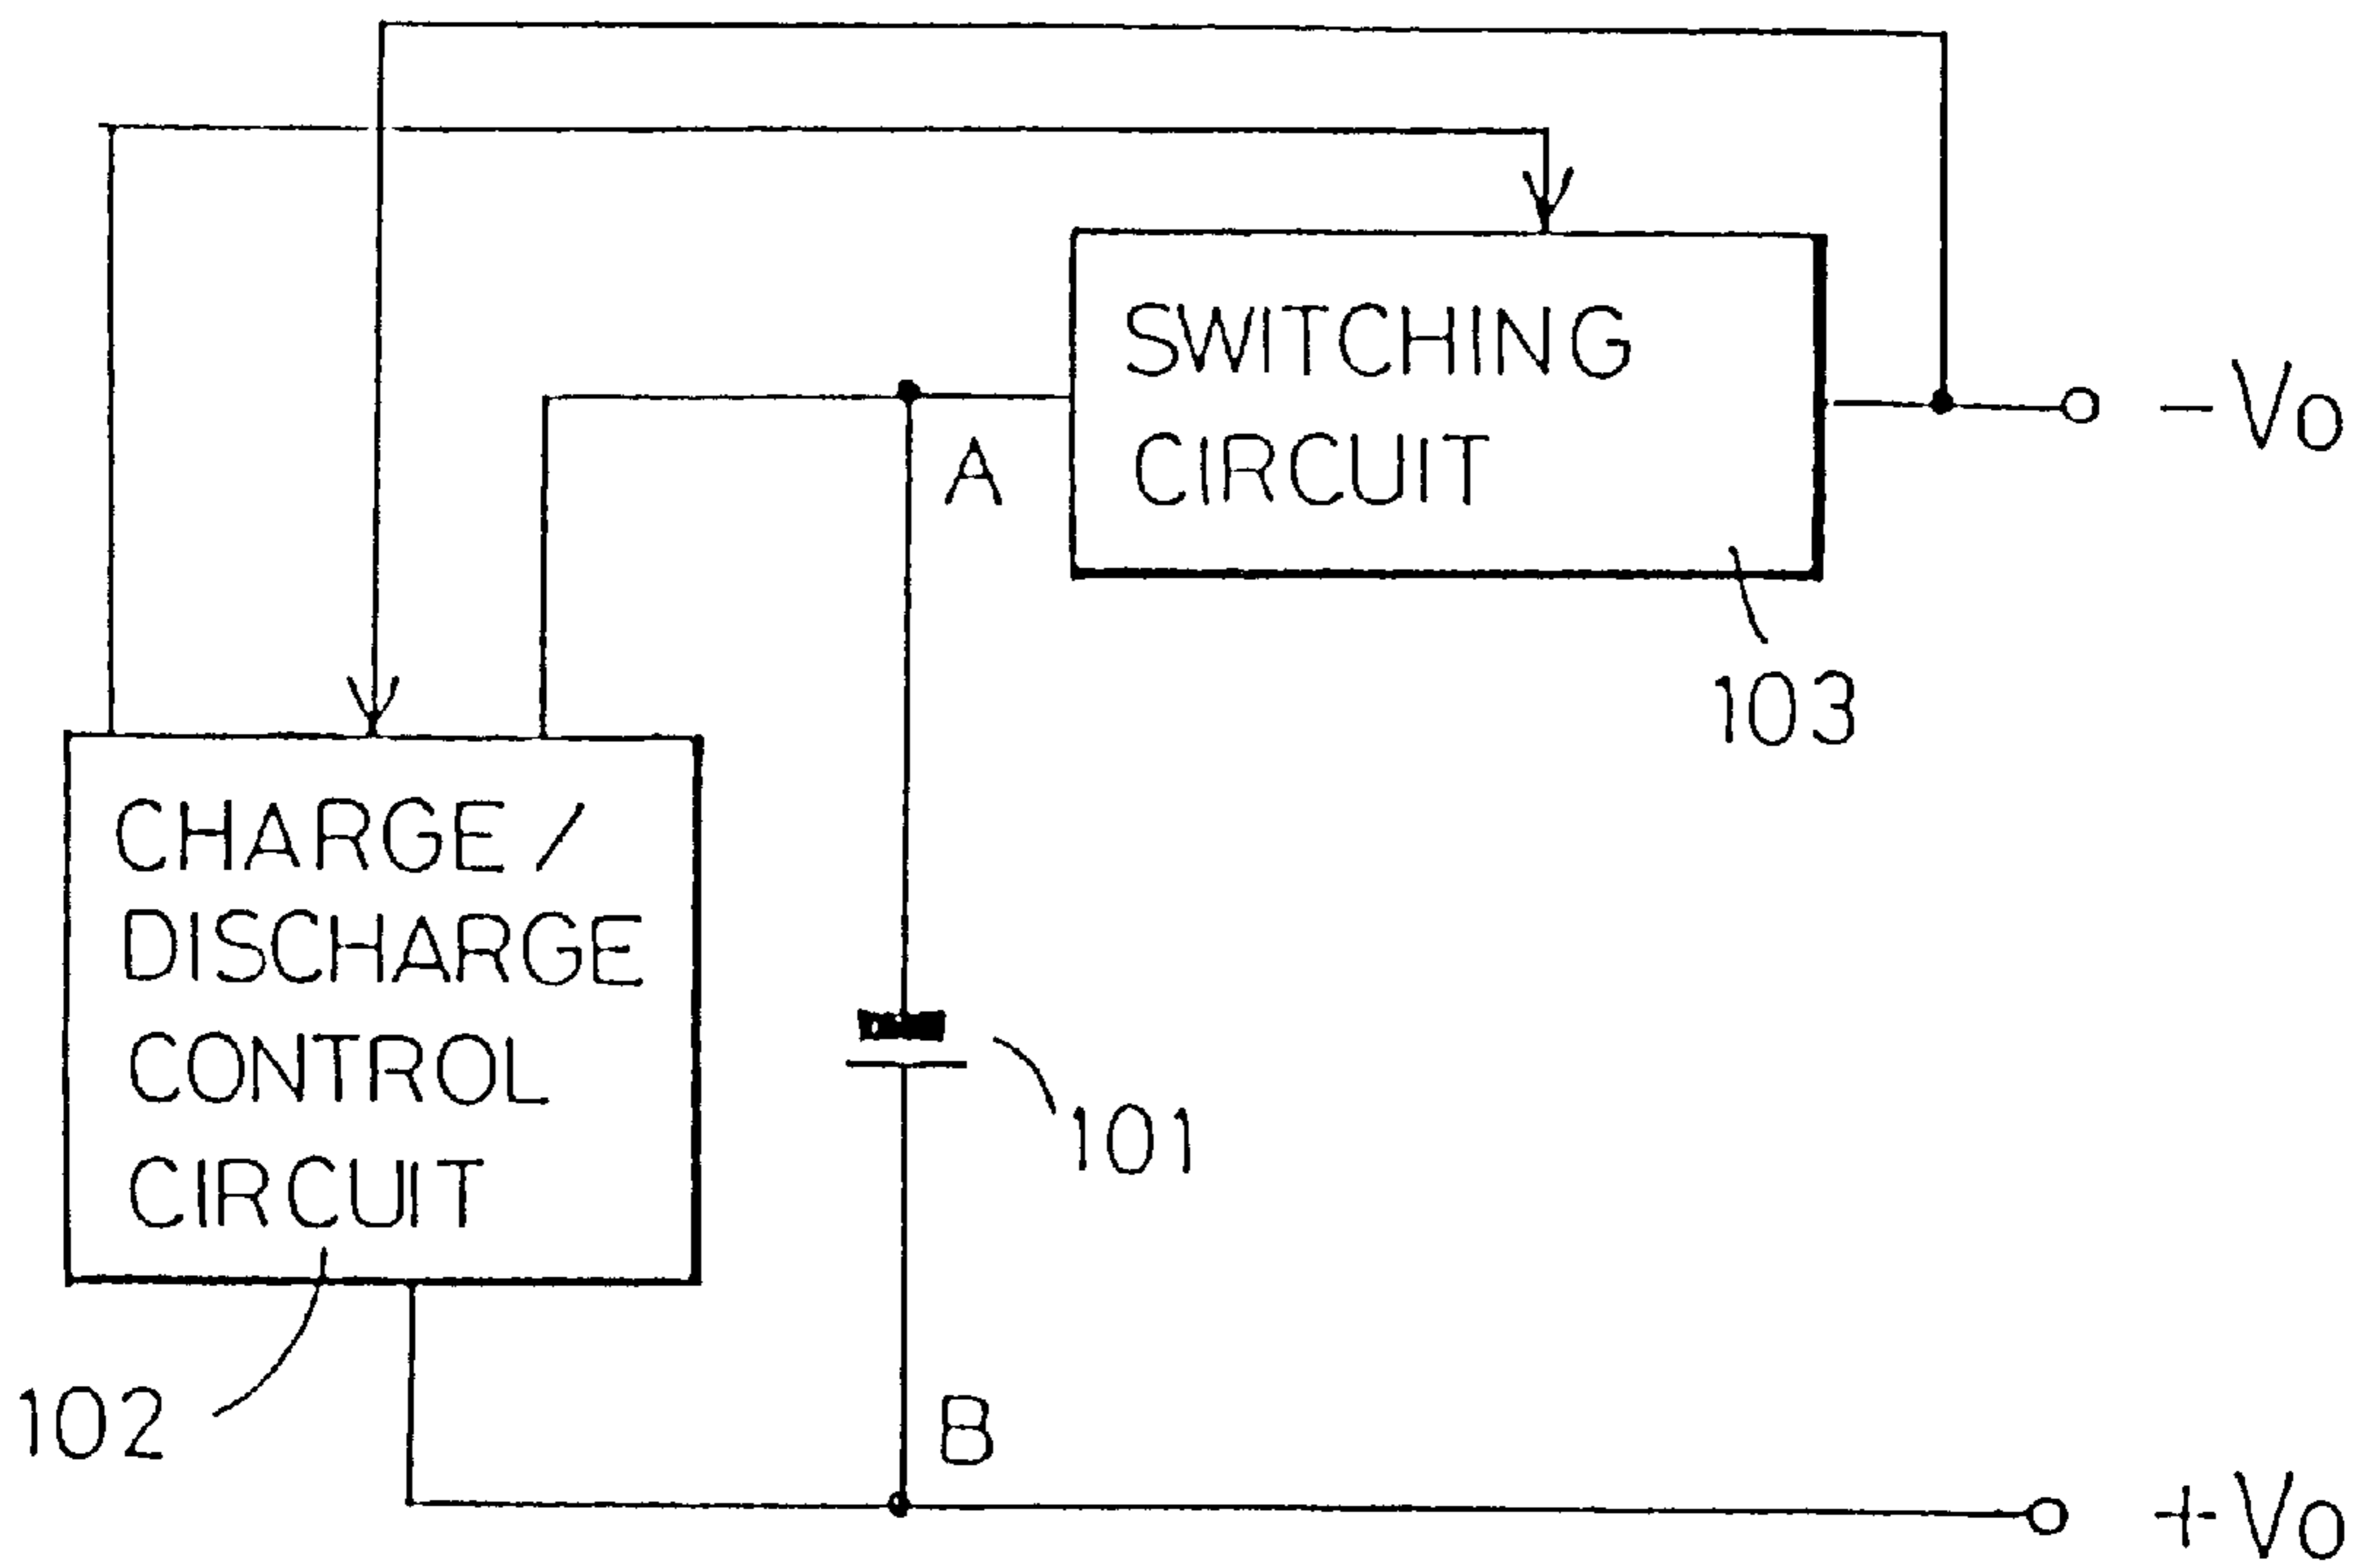 SWITCHING
CIRCUIT
-Vo
A
103
CHARGE/
DISCHARGE
CONTROL
CIRCUIT
101
102
B
+Vo